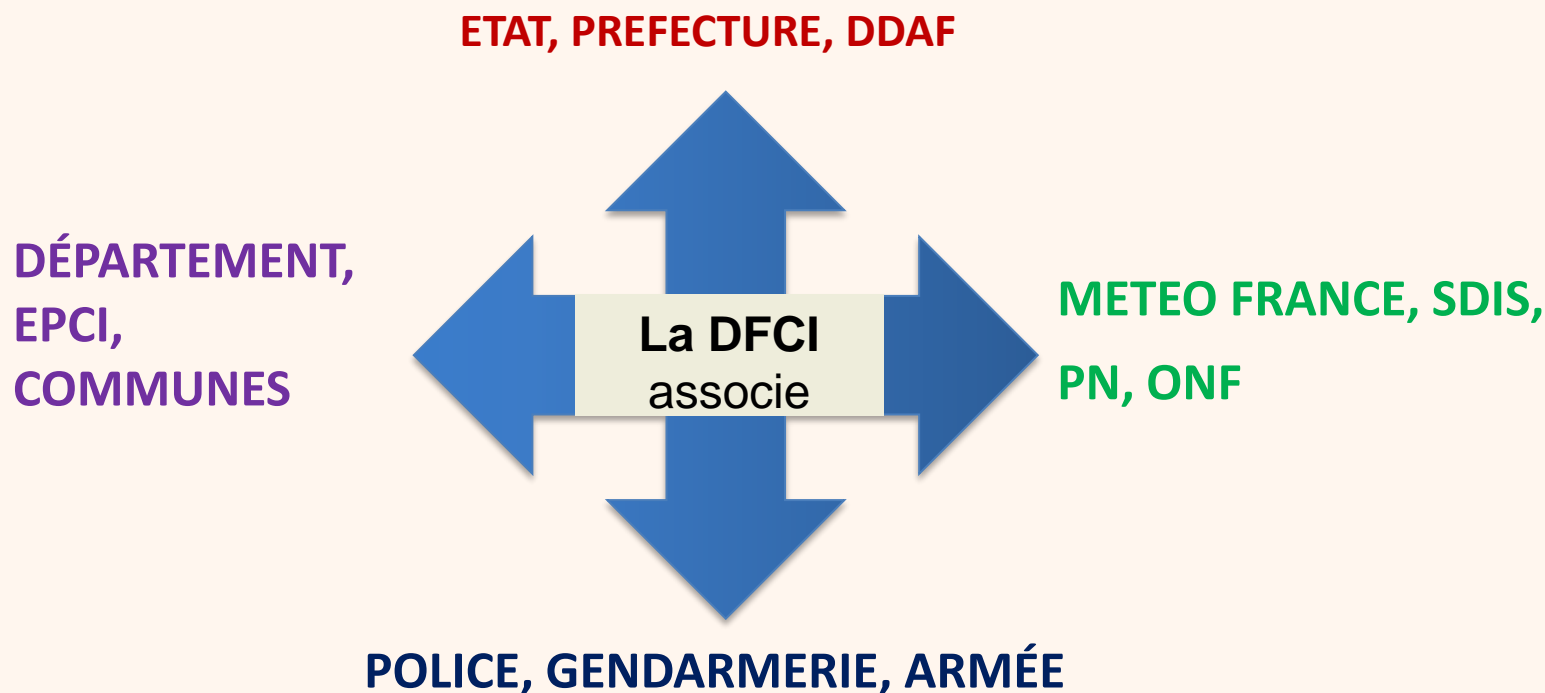 ETAT, PREFECTURE, DDAF
DÉPARTEMENT,
EPCI,
COMMUNES
La DFCI
associe
METEO FRANCE, SDIS,
PN, ONF
POLICE, GENDARMERIE, ARMÉE